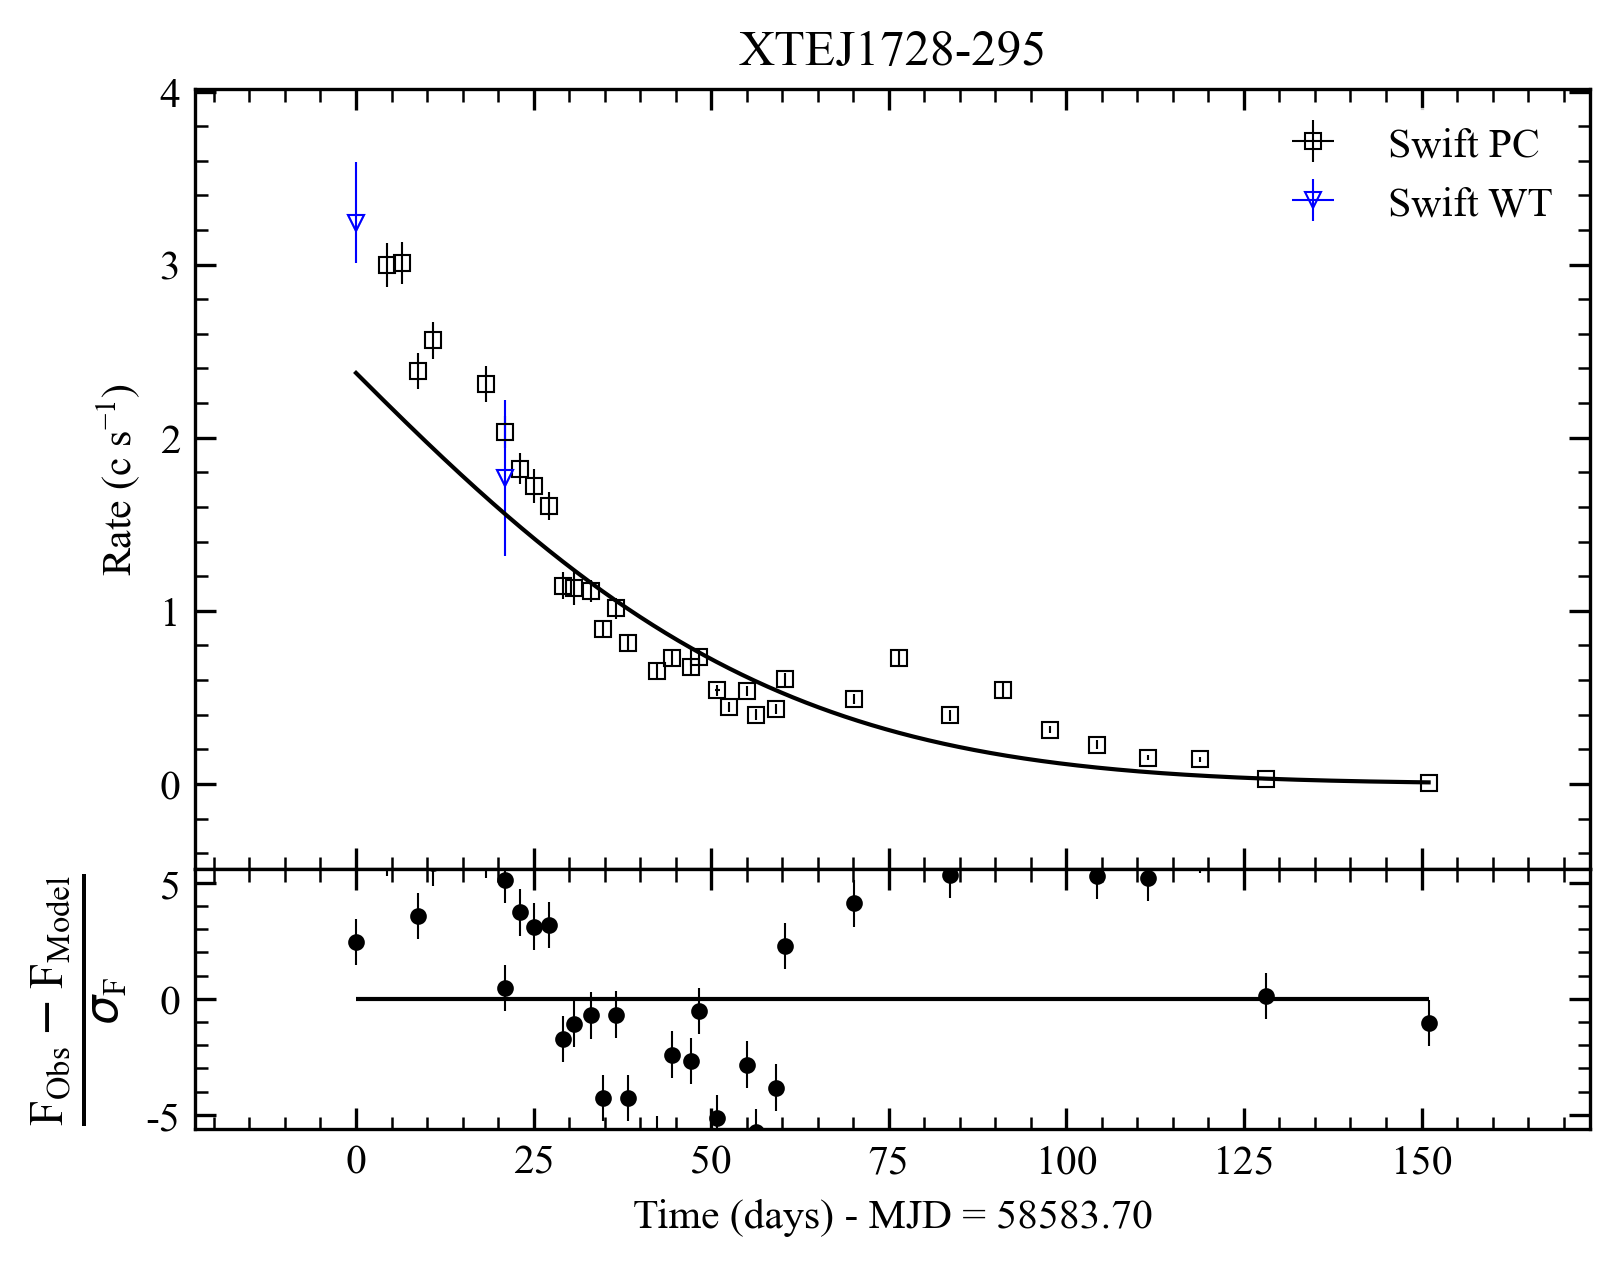 XTEJ1728-295
4
3
2
1
0
Rate (c s⁻¹)
Swift PC
Swift WT
5
0
-5
F_Obs − F_Model
σ_F
0 25 50 75 100 125 150
Time (days) - MJD = 58583.70